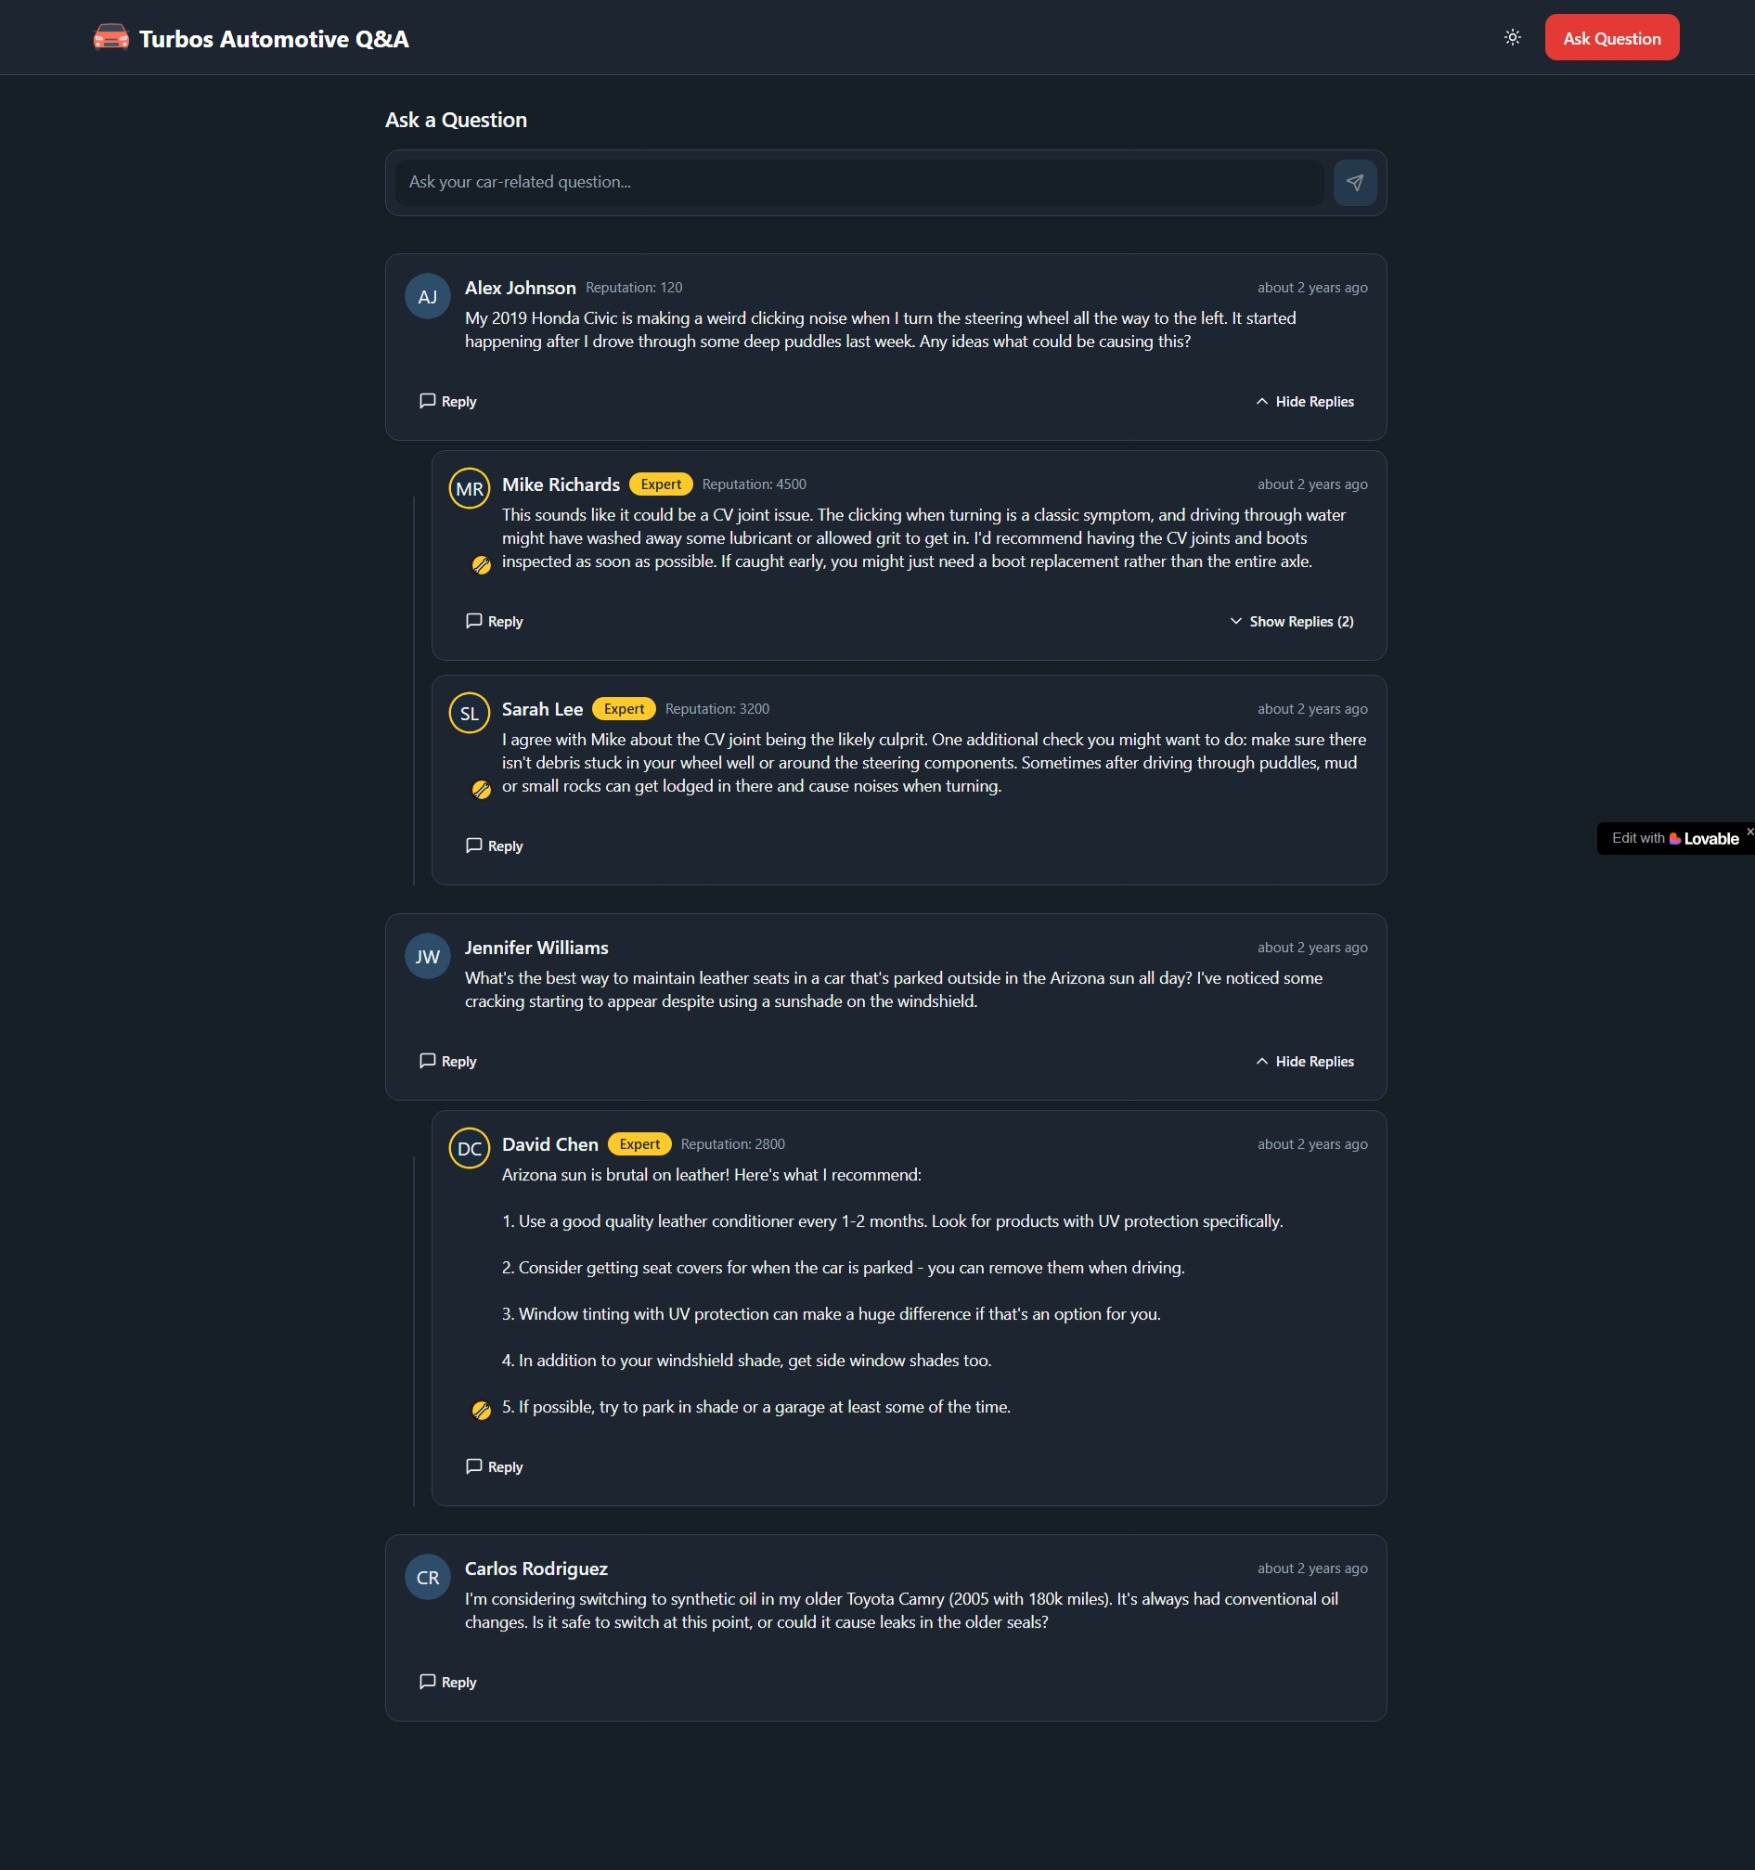 Turbos Automotive Q&A
Ask Question
Ask a Question
Ask your car-related question...
AJ
Alex Johnson Reputation: 120 about 2 years ago
My 2019 Honda Civic is making a weird clicking noise when I turn the steering wheel all the way to the left. It started
happening after I drove through some deep puddles last week. Any ideas what could be causing this?
Reply
Hide Replies
MR
Mike Richards Expert Reputation: 4500 about 2 years ago
This sounds like it could be a CV joint issue. The clicking when turning is a classic symptom, and driving through water
might have washed away some lubricant or allowed grit to get in. I'd recommend having the CV joints and boots
inspected as soon as possible. If caught early, you might just need a boot replacement rather than the entire axle.
Reply
Show Replies (2)
SL
Sarah Lee Expert Reputation: 3200 about 2 years ago
I agree with Mike about the CV joint being the likely culprit. One additional check you might want to do: make sure there
isn't debris stuck in your wheel well or around the steering components. Sometimes after driving through puddles, mud
or small rocks can get lodged in there and cause noises when turning.
Reply
Edit with Lovable ×
JW
Jennifer Williams about 2 years ago
What's the best way to maintain leather seats in a car that's parked outside in the Arizona sun all day? I've noticed some
cracking starting to appear despite using a sunshade on the windshield.
Reply
Hide Replies
DC
David Chen Expert Reputation: 2800 about 2 years ago
Arizona sun is brutal on leather! Here's what I recommend:
1. Use a good quality leather conditioner every 1-2 months. Look for products with UV protection specifically.
2. Consider getting seat covers for when the car is parked - you can remove them when driving.
3. Window tinting with UV protection can make a huge difference if that's an option for you.
4. In addition to your windshield shade, get side window shades too.
5. If possible, try to park in shade or a garage at least some of the time.
Reply
CR
Carlos Rodriguez about 2 years ago
I'm considering switching to synthetic oil in my older Toyota Camry (2005 with 180k miles). It's always had conventional oil
changes. Is it safe to switch at this point, or could it cause leaks in the older seals?
Reply